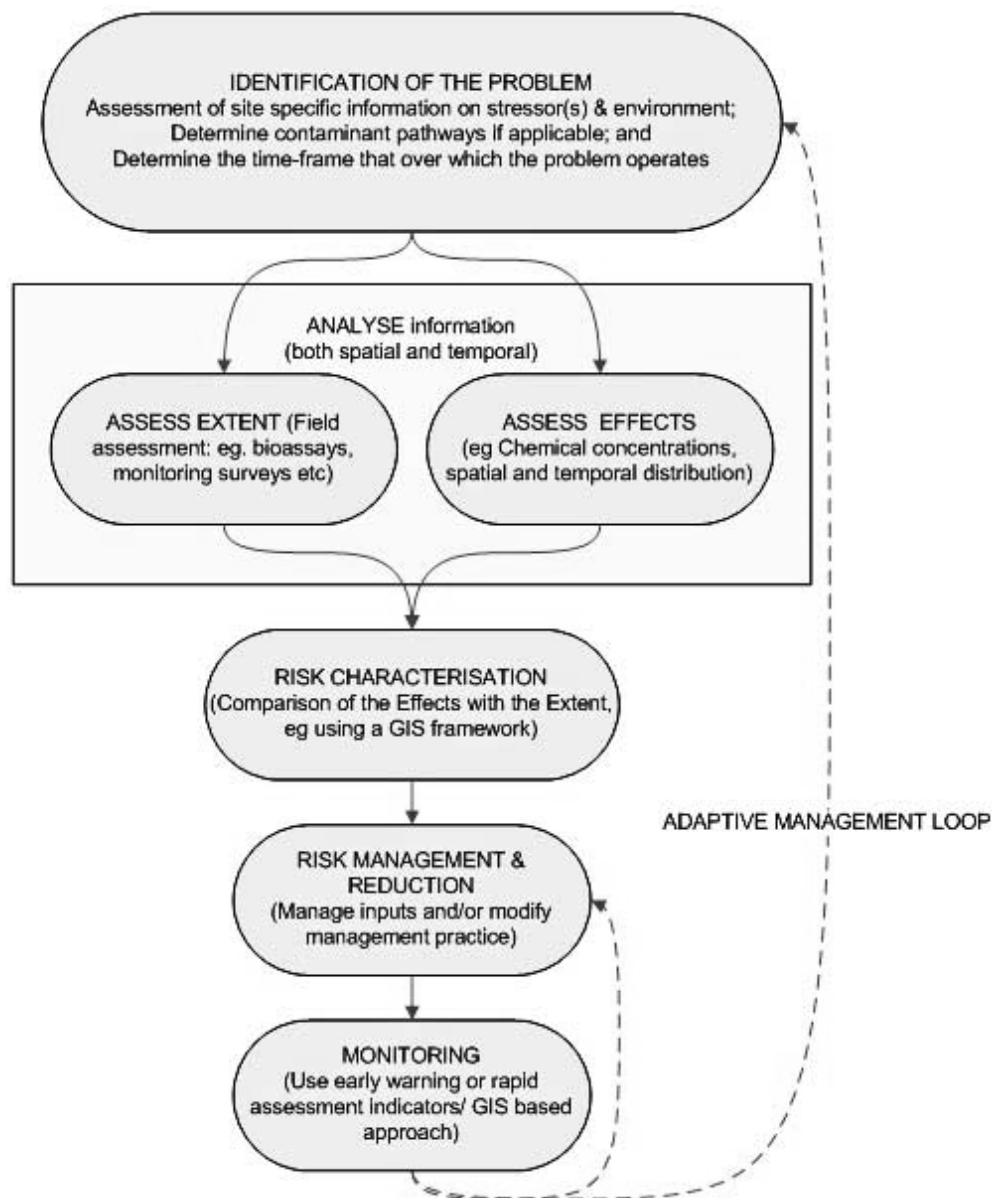 IDENTIFICATION OF THE PROBLEM
Assessment of site specific information on stressor(s) & environment;
Determine contaminant pathways if applicable; and
Determine the time-frame that over which the problem operates
ANALYSE information
(both spatial and temporal)
ASSESS EXTENT (Field
assessment: eg. bioassays,
monitoring surveys etc)
ASSESS EFFECTS
(eg Chemical concentrations,
spatial and temporal distribution)
RISK CHARACTERISATION
(Comparison of the Effects with the Extent,
eg using a GIS framework)
ADAPTIVE MANAGEMENT LOOP
RISK MANAGEMENT &
REDUCTION
(Manage inputs and/or modify
management practice)
MONITORING
(Use early warning or rapid
assessment indicators/ GIS based
approach)